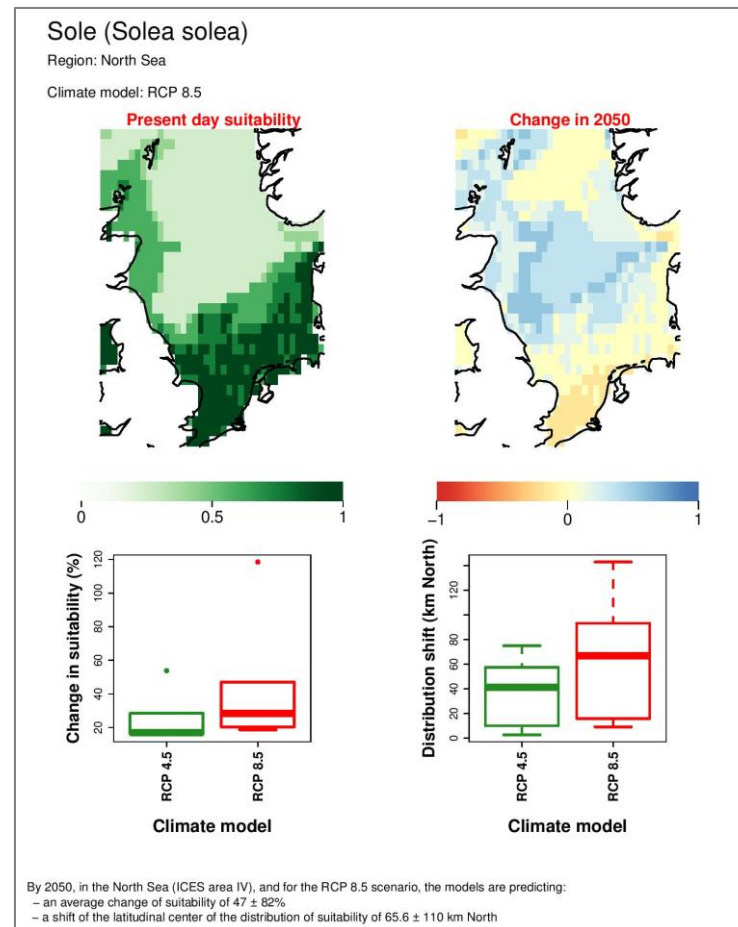 Sole (Solea solea)
Region: North Sea
Climate model: RCP 8.5
Present day suitability
Change in 2050
0 0.5 1
−1 0 1
Change in suitability (%)
120
100
80
60
40
20
RCP 4.5
RCP 8.5
Climate model
Distribution shift (km North)
120
80
60
40
20
0
RCP 4.5
RCP 8.5
Climate model
By 2050, in the North Sea (ICES area IV), and for the RCP 8.5 scenario, the models are predicting:
– an average change of suitability of 47 ± 82%
– a shift of the latitudinal center of the distribution of suitability of 65.6 ± 110 km North